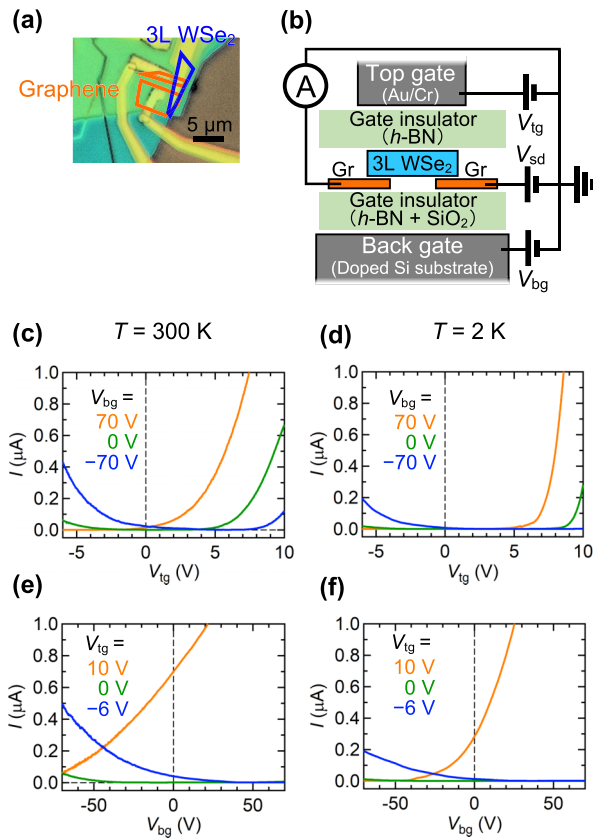 (a)
3L WSe₂
Graphene
5 μm
(b)
A
Top gate
(Au/Cr)
Vtg
Gate insulator
(h-BN)
Gr
3L WSe₂
Gr
Vsd
Gate insulator
(h-BN + SiO₂)
Back gate
(Doped Si substrate)
Vbg
(c)
T = 300 K
(d)
T = 2 K
1.0
0.8
0.6
0.4
0.2
0.0
I (μA)
Vbg =
70 V
0 V
−70 V
−5
0
5
10
Vtg (V)
1.0
0.8
0.6
0.4
0.2
0.0
I (μA)
Vbg =
70 V
0 V
−70 V
−5
0
5
10
Vtg (V)
(e)
(f)
1.0
0.8
0.6
0.4
0.2
0.0
I (μA)
Vtg =
10 V
0 V
−6 V
−50
0
50
Vbg (V)
1.0
0.8
0.6
0.4
0.2
0.0
I (μA)
Vtg =
10 V
0 V
−6 V
−50
0
50
Vbg (V)